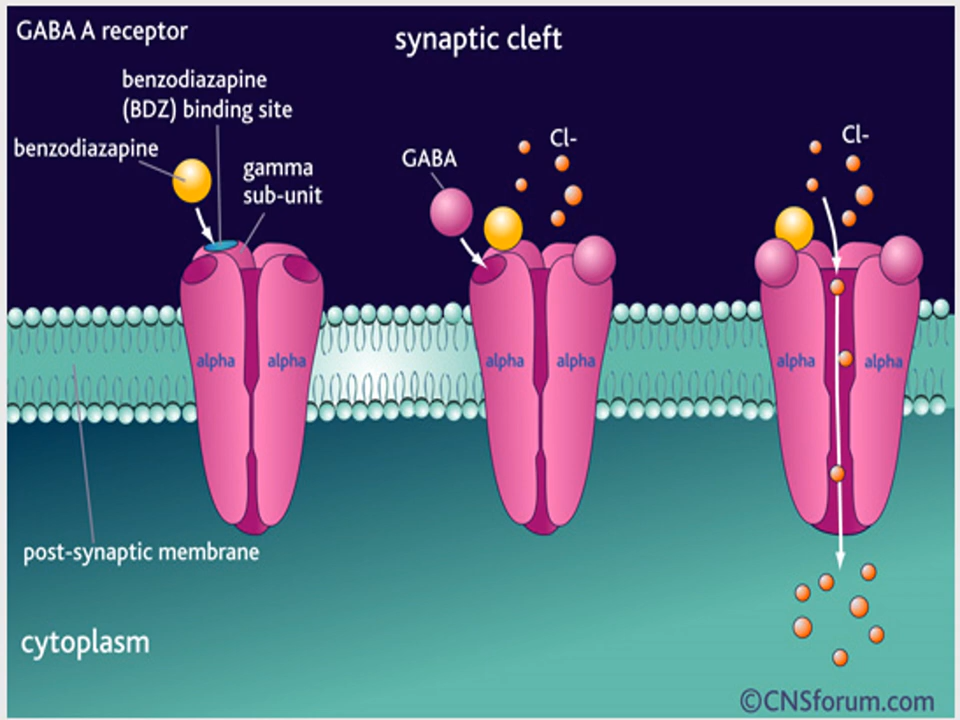 GABA A receptor
synaptic cleft
benzodiazapine
(BDZ) binding site
benzodiazapine
gamma
sub-unit
GABA
Cl-
Cl-
alpha
alpha
alpha
alpha
alpha
alpha
post-synaptic membrane
cytoplasm
©CNSforum.com